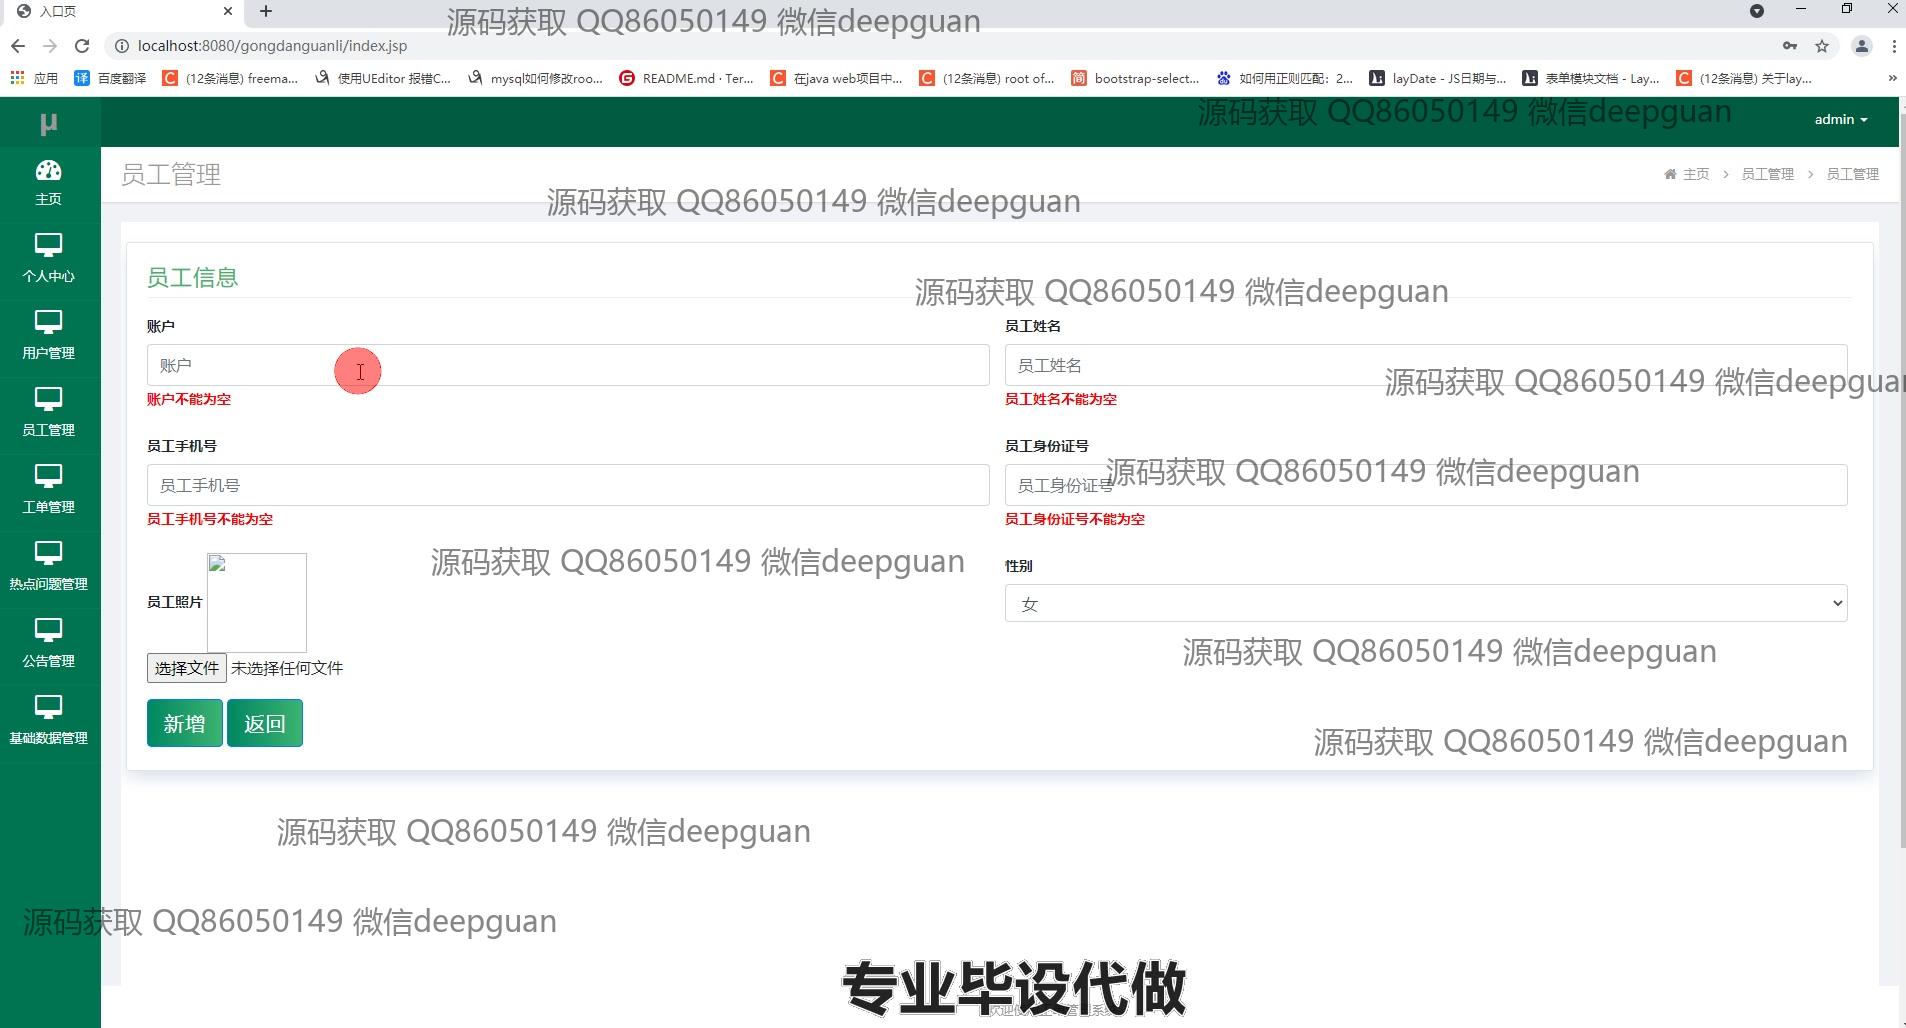 入口页
源码获取 QQ86050149 微信deepguan
localhost:8080/gongdanguanli/index.jsp
应用 译 百度翻译 (12条消息) freema... 使用UEditor 报错C... mysql如何修改roo... README.md · Ter... 在java web项目中... (12条消息) root of... 简 bootstrap-select... 如何用正则匹配：2... layDate - JS日期与... 表单模块文档 - Lay... (12条消息) 关于lay... »
源码获取 QQ86050149 微信deepguan
μ
admin
主页
员工管理
主页 > 员工管理 > 员工管理
源码获取 QQ86050149 微信deepguan
个人中心
员工信息
源码获取 QQ86050149 微信deepguan
账户
员工姓名
用户管理
账户
员工姓名
源码获取 QQ86050149 微信deepguan
账户不能为空
员工姓名不能为空
员工管理
员工手机号
员工身份证号
员工手机号
员工身份证号
源码获取 QQ86050149 微信deepguan
工单管理
员工手机号不能为空
员工身份证号不能为空
源码获取 QQ86050149 微信deepguan
性别
热点问题管理
员工照片
女
源码获取 QQ86050149 微信deepguan
公告管理
选择文件 未选择任何文件
新增 返回
基础数据管理
源码获取 QQ86050149 微信deepguan
源码获取 QQ86050149 微信deepguan
源码获取 QQ86050149 微信deepguan
专业毕设代做